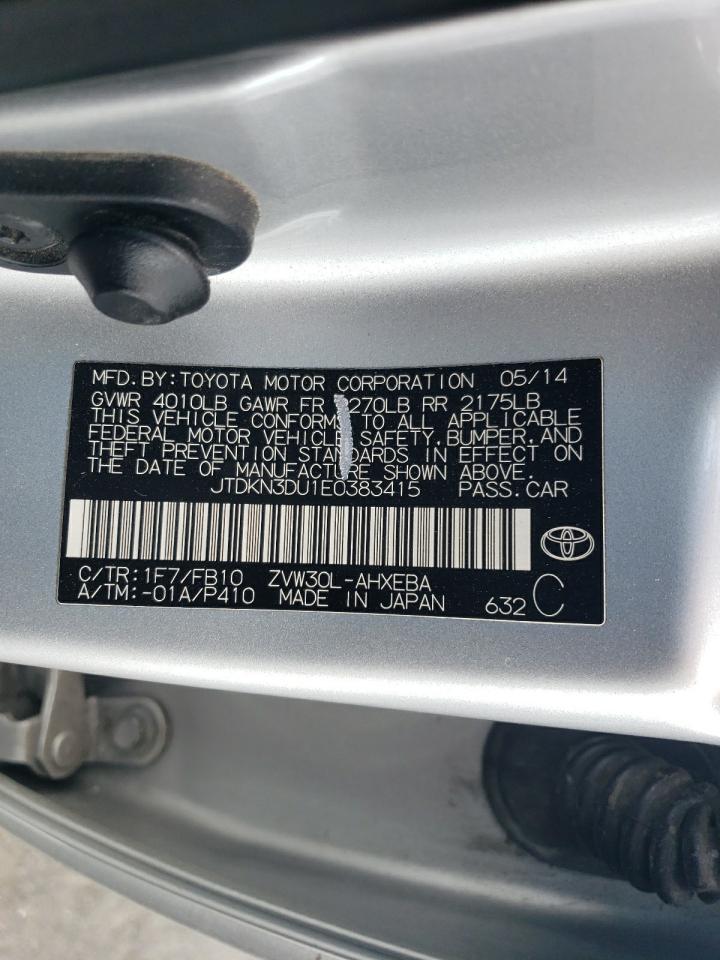 MFD. BY: TOYOTA MOTOR CORPORATION 05/14
GVWR 4010LB GAWR FR 270LB RR 2175LB
THIS VEHICLE CONFORMS TO ALL APPLICABLE
FEDERAL MOTOR VEHICLE SAFETY, BUMPER, AND
THEFT PREVENTION STANDARDS IN EFFECT ON
THE DATE OF MANUFACTURE SHOWN ABOVE.
JTDKN3DU1E0383415 PASS. CAR
C/TR: 1F7/FB10 ZVW30L-AHXEBA
A/TM: -01A/P410 MADE IN JAPAN 632 C